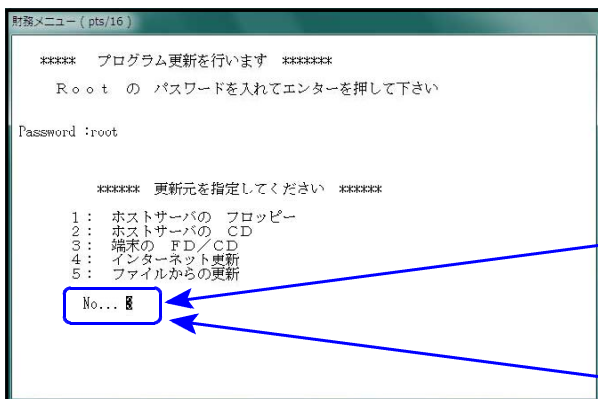 財務メニュー ( pts/16 )
***** プログラム更新を行います *******
Ｒｏｏｔ の パスワードを入れてエンターを押して下さい
Password :root
****** 更新元を指定してください ******
１： ホストサーバの フロッピー
２： ホストサーバの ＣＤ
３： 端末の ＦＤ／ＣＤ
４： インターネット更新
５： ファイルからの更新
No...